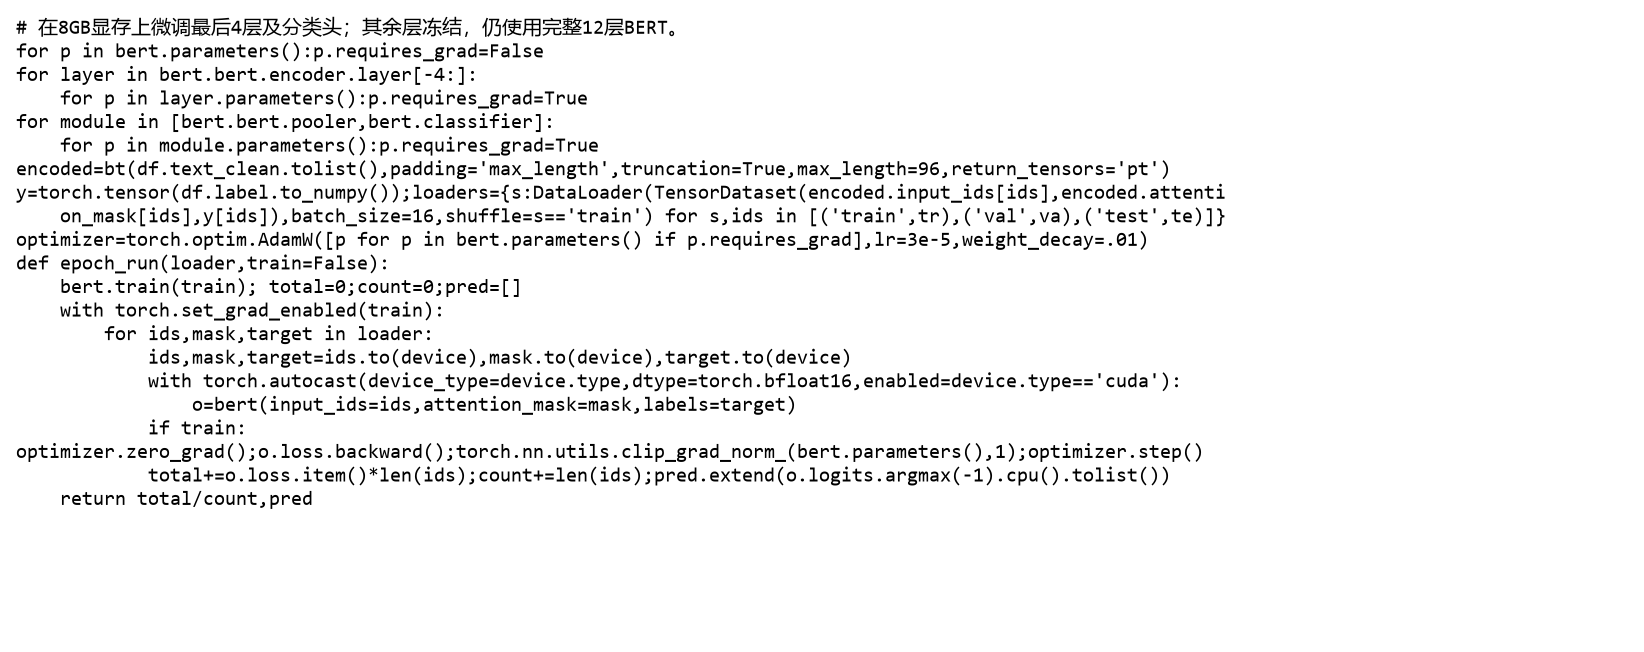 # 在8GB显存上微调最后4层及分类头；其余层冻结，仍使用完整12层BERT。
for p in bert.parameters():p.requires_grad=False
for layer in bert.bert.encoder.layer[-4:]:
    for p in layer.parameters():p.requires_grad=True
for module in [bert.bert.pooler,bert.classifier]:
    for p in module.parameters():p.requires_grad=True
encoded=bt(df.text_clean.tolist(),padding='max_length',truncation=True,max_length=96,return_tensors='pt')
y=torch.tensor(df.label.to_numpy());loaders={s:DataLoader(TensorDataset(encoded.input_ids[ids],encoded.attenti
    on_mask[ids],y[ids]),batch_size=16,shuffle=s=='train') for s,ids in [('train',tr),('val',va),('test',te)]}
optimizer=torch.optim.AdamW([p for p in bert.parameters() if p.requires_grad],lr=3e-5,weight_decay=.01)
def epoch_run(loader,train=False):
    bert.train(train); total=0;count=0;pred=[]
    with torch.set_grad_enabled(train):
        for ids,mask,target in loader:
            ids,mask,target=ids.to(device),mask.to(device),target.to(device)
            with torch.autocast(device_type=device.type,dtype=torch.bfloat16,enabled=device.type=='cuda'):
                o=bert(input_ids=ids,attention_mask=mask,labels=target)
            if train:
optimizer.zero_grad();o.loss.backward();torch.nn.utils.clip_grad_norm_(bert.parameters(),1);optimizer.step()
            total+=o.loss.item()*len(ids);count+=len(ids);pred.extend(o.logits.argmax(-1).cpu().tolist())
    return total/count,pred